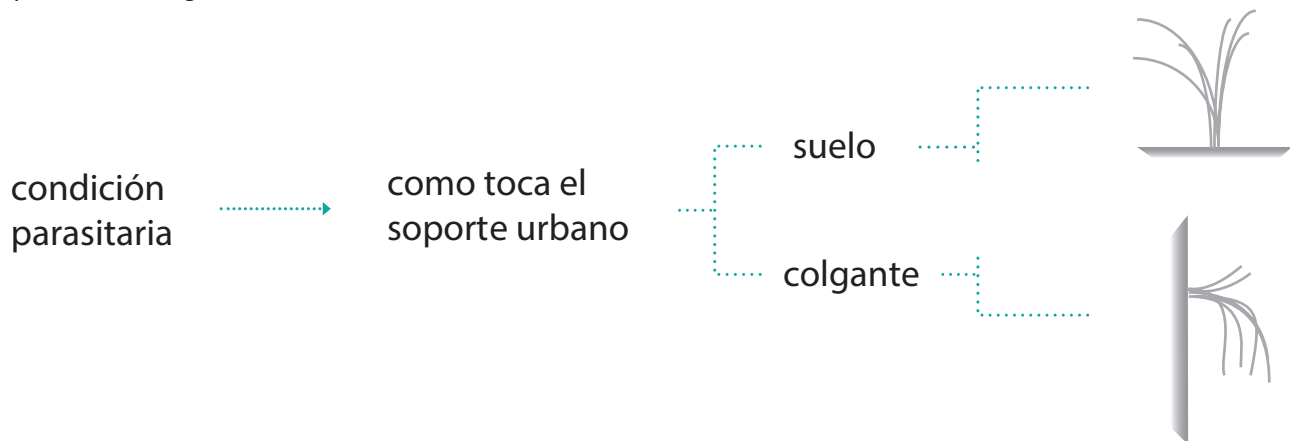 condición
parasitaria
como toca el
soporte urbano
suelo
colgante